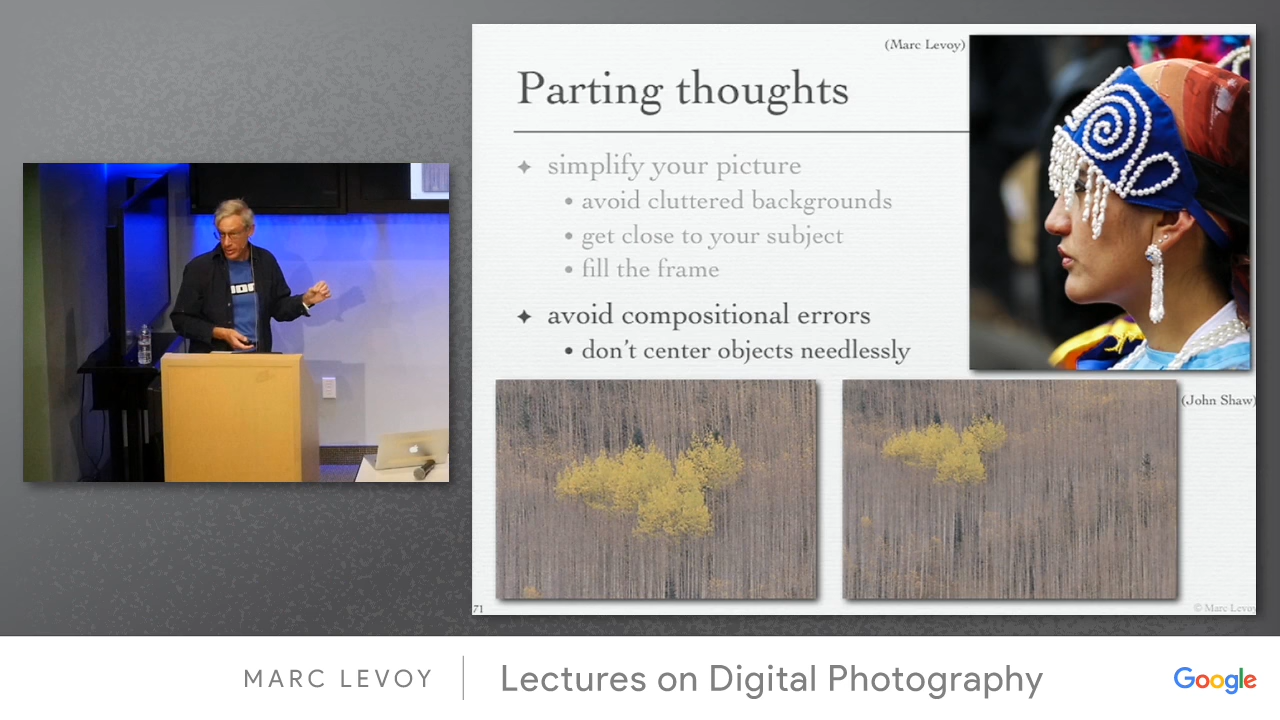 (Marc Levoy)
Parting thoughts
✦ simplify your picture
• avoid cluttered backgrounds
• get close to your subject
• fill the frame
✦ avoid compositional errors
• don't center objects needlessly
(John Shaw)
71
© Marc Levoy
MARC LEVOY
Lectures on Digital Photography
Google